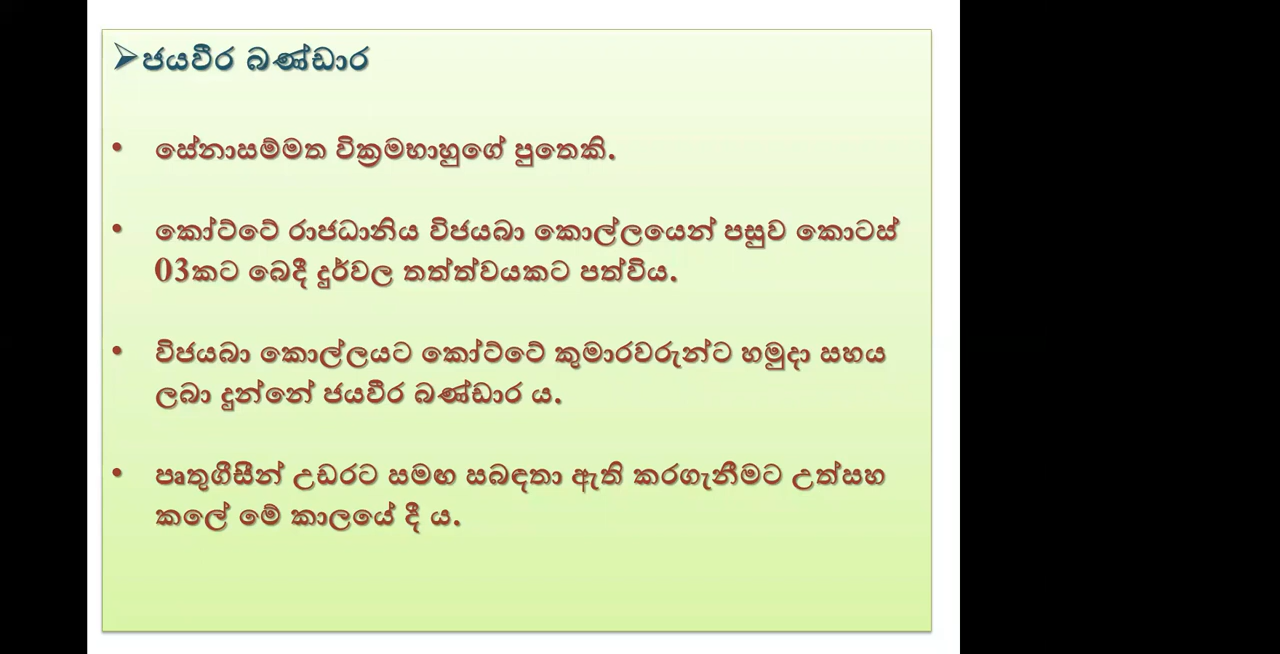 ➢ජයවීර බණ්ඩාර
• සේනාසම්මත වික්‍රමභාහුගේ පුතෙකි.
• කෝට්ටේ රාජධානිය විජයබා කොල්ලයෙන් පසුව කොටස්
03කට බෙදී දුර්වල තත්ත්වයකට පත්විය.
• විජයබා කොල්ලයට කෝට්ටේ කුමාරවරුන්ට හමුදා සහය
ලබා දුන්නේ ජයවීර බණ්ඩාර ය.
• පෘතුගීසීන් උඩරට සමඟ සබඳතා ඇති කරගැනීමට උත්සහ
කලේ මේ කාලයේ දී ය.